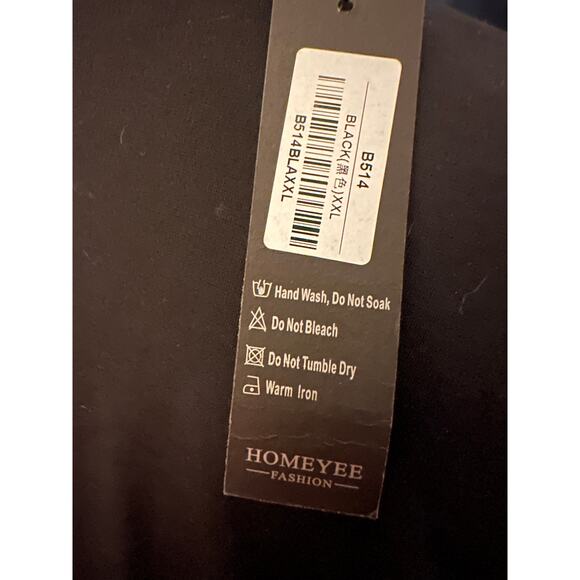 B514
BLACK(黑色)XXL
B514BLAXXL
Hand Wash, Do Not Soak
Do Not Bleach
Do Not Tumble Dry
Warm Iron
HOMEYEE
FASHION